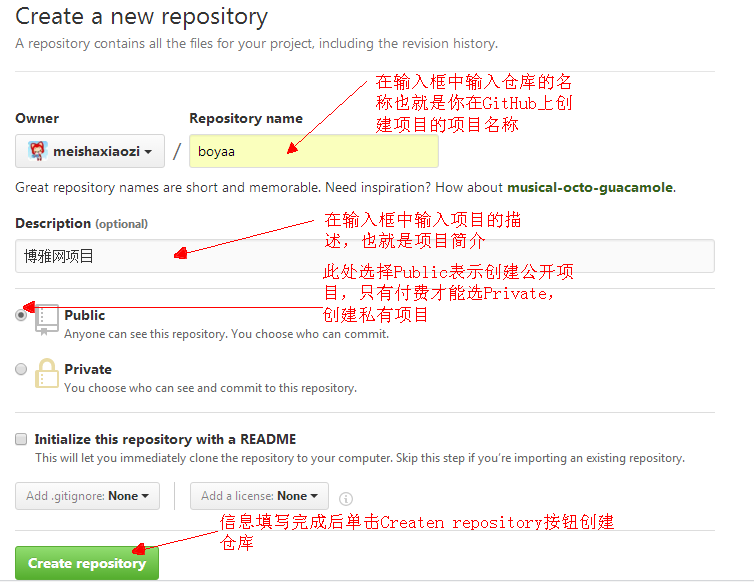 Create a new repository
A repository contains all the files for your project, including the revision history.
在输入框中输入仓库的名
称也就是你在GitHub上创
建项目的项目名称
Owner
Repository name
meishaxiaozi
/
boyaa
Great repository names are short and memorable. Need inspiration? How about musical-octo-guacamole.
Description (optional)
在输入框中输入项目的描
述，也就是项目简介
博雅网项目
此处选择Public表示创建公开项
目，只有付费才能选Private，
创建私有项目
Public
Anyone can see this repository. You choose who can commit.
Private
You choose who can see and commit to this repository.
Initialize this repository with a README
This will let you immediately clone the repository to your computer. Skip this step if you're importing an existing repository.
Add .gitignore: None
Add a license: None
信息填写完成后单击Createn repository按钮创建
仓库
Create repository